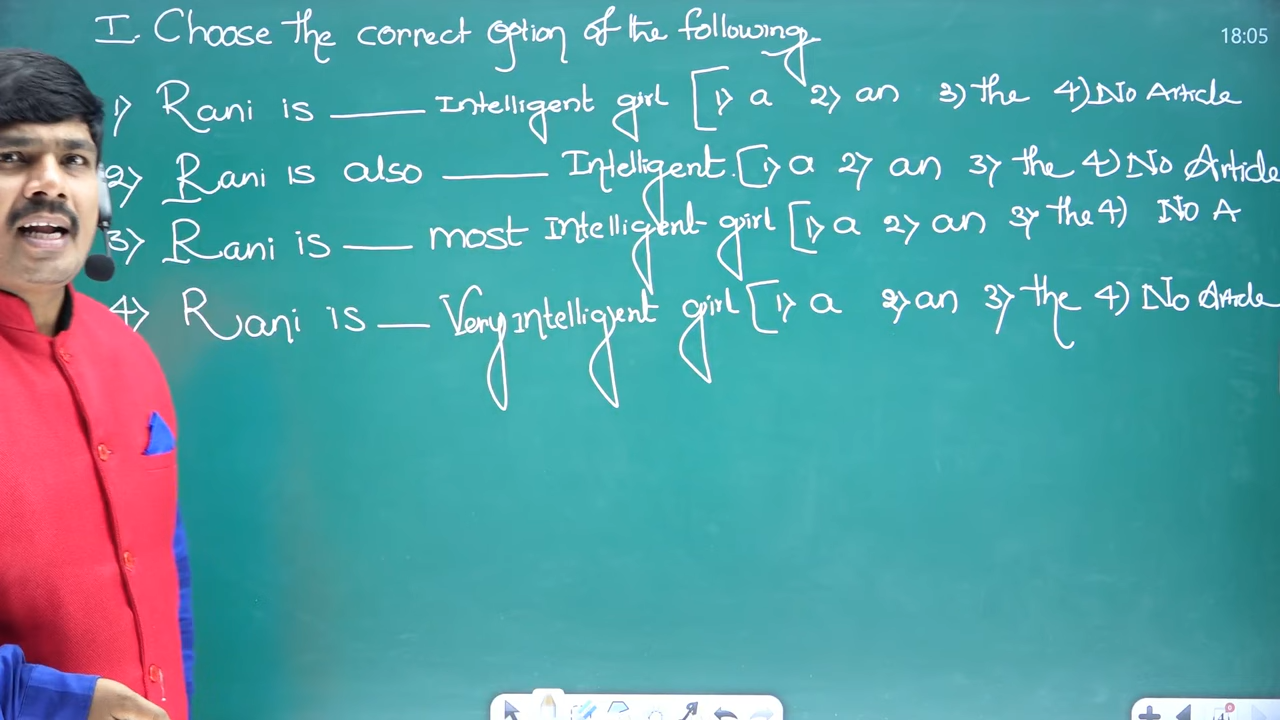 I. Choose the correct option of the following
18:05
1) Rani is ____ Intelligent girl [1) a 2) an 3) the 4) No Article
2) Rani is also ____ Intelligent. [1) a 2) an 3) the 4) No Article
3) Rani is ____ most Intelligent girl [1) a 2) an 3) the 4) No A
4) Rani is ____ Very intelligent girl [1) a 2) an 3) the 4) No Article